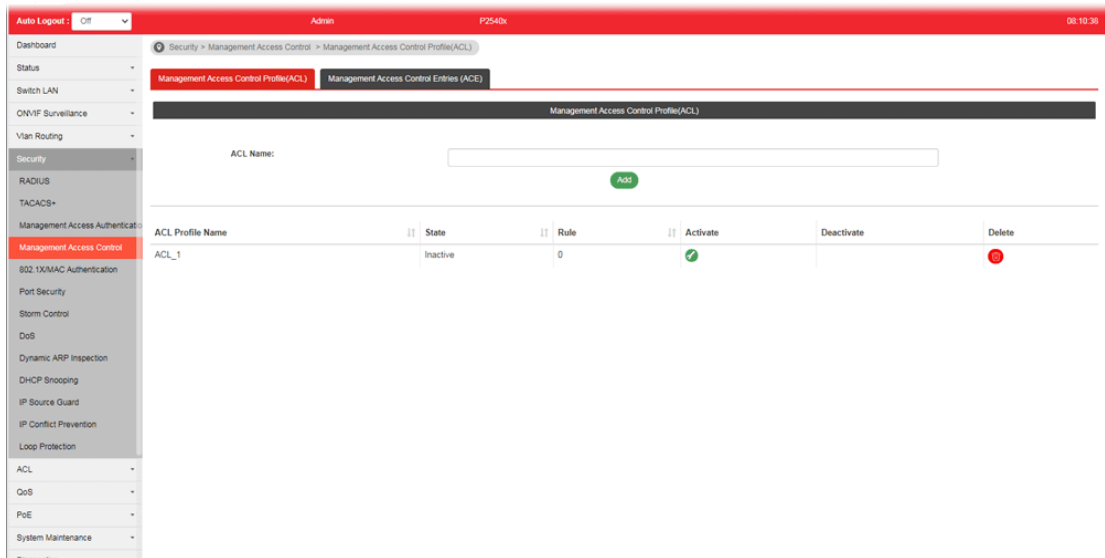 Auto Logout : Off Admin P2540x 08:10:36
Dashboard
Status
Switch LAN
ONVIF Surveillance
Vlan Routing
Security
RADIUS
TACACS+
Management Access Authenticatio
Management Access Control
802.1X/MAC Authentication
Port Security
Storm Control
DoS
Dynamic ARP Inspection
DHCP Snooping
IP Source Guard
IP Conflict Prevention
Loop Protection
ACL
QoS
PoE
System Maintenance
Security > Management Access Control > Management Access Control Profile(ACL)
Management Access Control Profile(ACL) Management Access Control Entries (ACE)
Management Access Control Profile(ACL)
ACL Name:
Add
ACL Profile Name State Rule Activate Deactivate Delete
ACL_1 Inactive 0